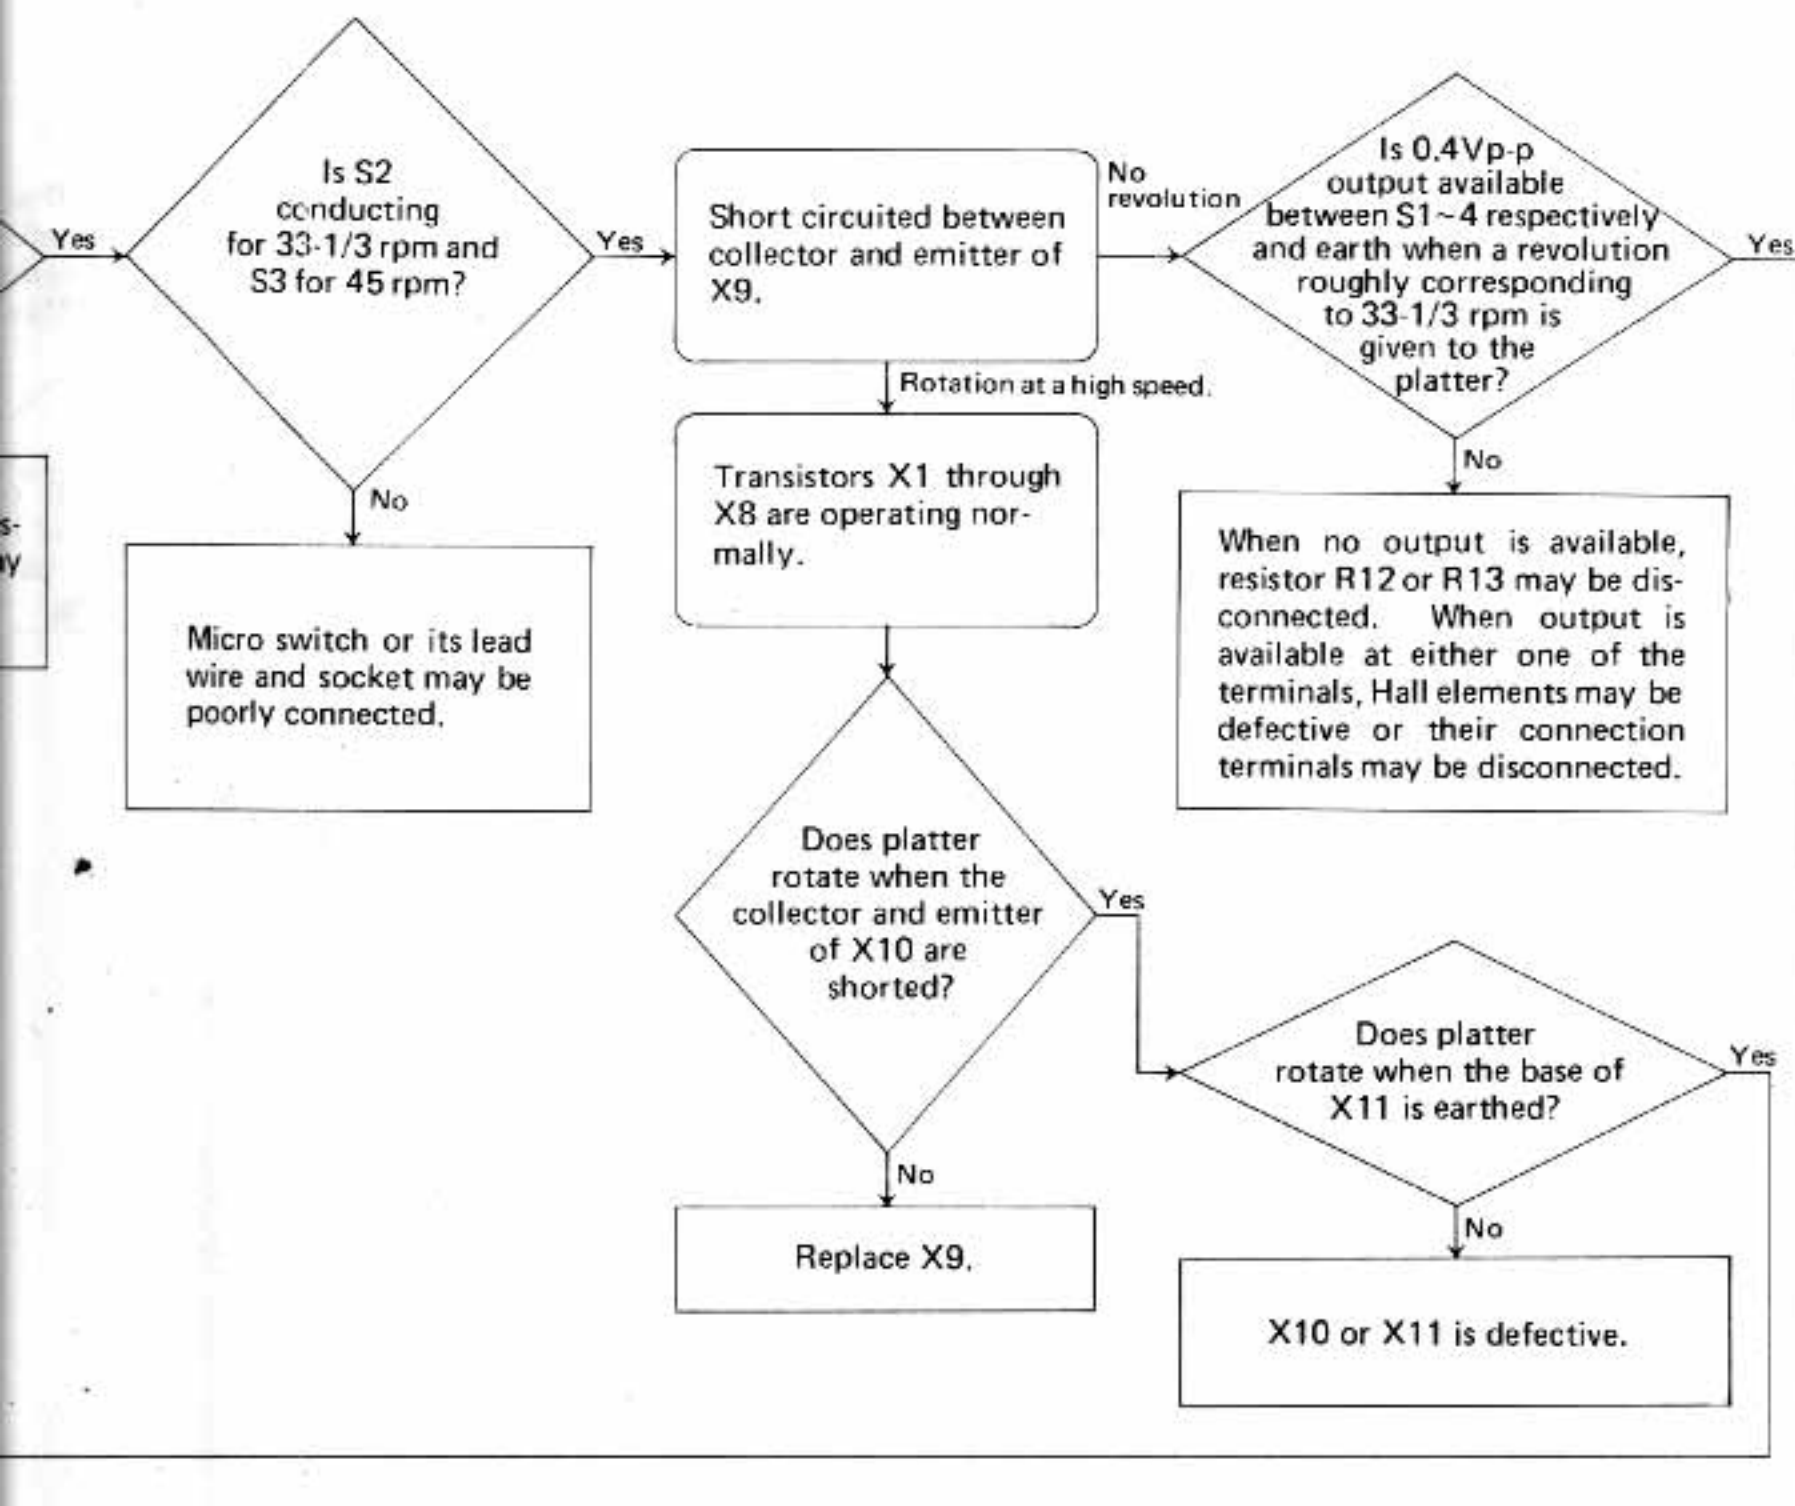 Yes
Is S2
conducting
for 33-1/3 rpm and
S3 for 45 rpm?
Yes
No
Micro switch or its lead
wire and socket may be
poorly connected.
Short circuited between
collector and emitter of
X9.
No
revolution
Rotation at a high speed.
Transistors X1 through
X8 are operating nor-
mally.
Is 0.4Vp-p
output available
between S1~4 respectively
and earth when a revolution
roughly corresponding
to 33-1/3 rpm is
given to the
platter?
Yes
No
When no output is available,
resistor R12 or R13 may be dis-
connected. When output is
available at either one of the
terminals, Hall elements may be
defective or their connection
terminals may be disconnected.
Does platter
rotate when the
collector and emitter
of X10 are
shorted?
Yes
No
Replace X9.
Does platter
rotate when the base of
X11 is earthed?
Yes
No
X10 or X11 is defective.